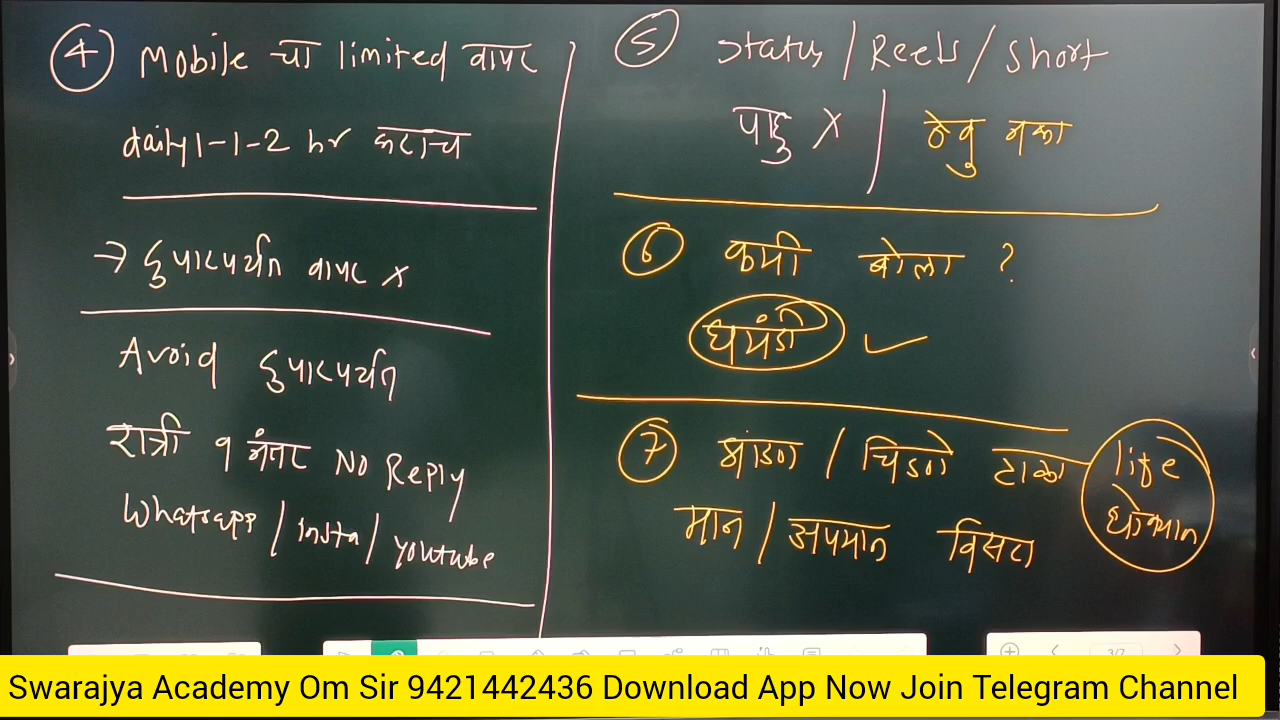 4 Mobile चा limited वापर
daily 1-1-2 hr करायच
→ दुपारपर्यंत वापर x
Avoid दुपारपर्यंत
रात्री 9 नंतर No Reply
Whatsapp / insta / youtube
5 Status / Reels / Short
पाहु x / ठेवु नका
6 कमी बोला ?
घमंडी ✓
7 भांडण / चिडणे टाळा
मान / अपमान विसरा
life
Swarajya Academy Om Sir 9421442436 Download App Now Join Telegram Channel